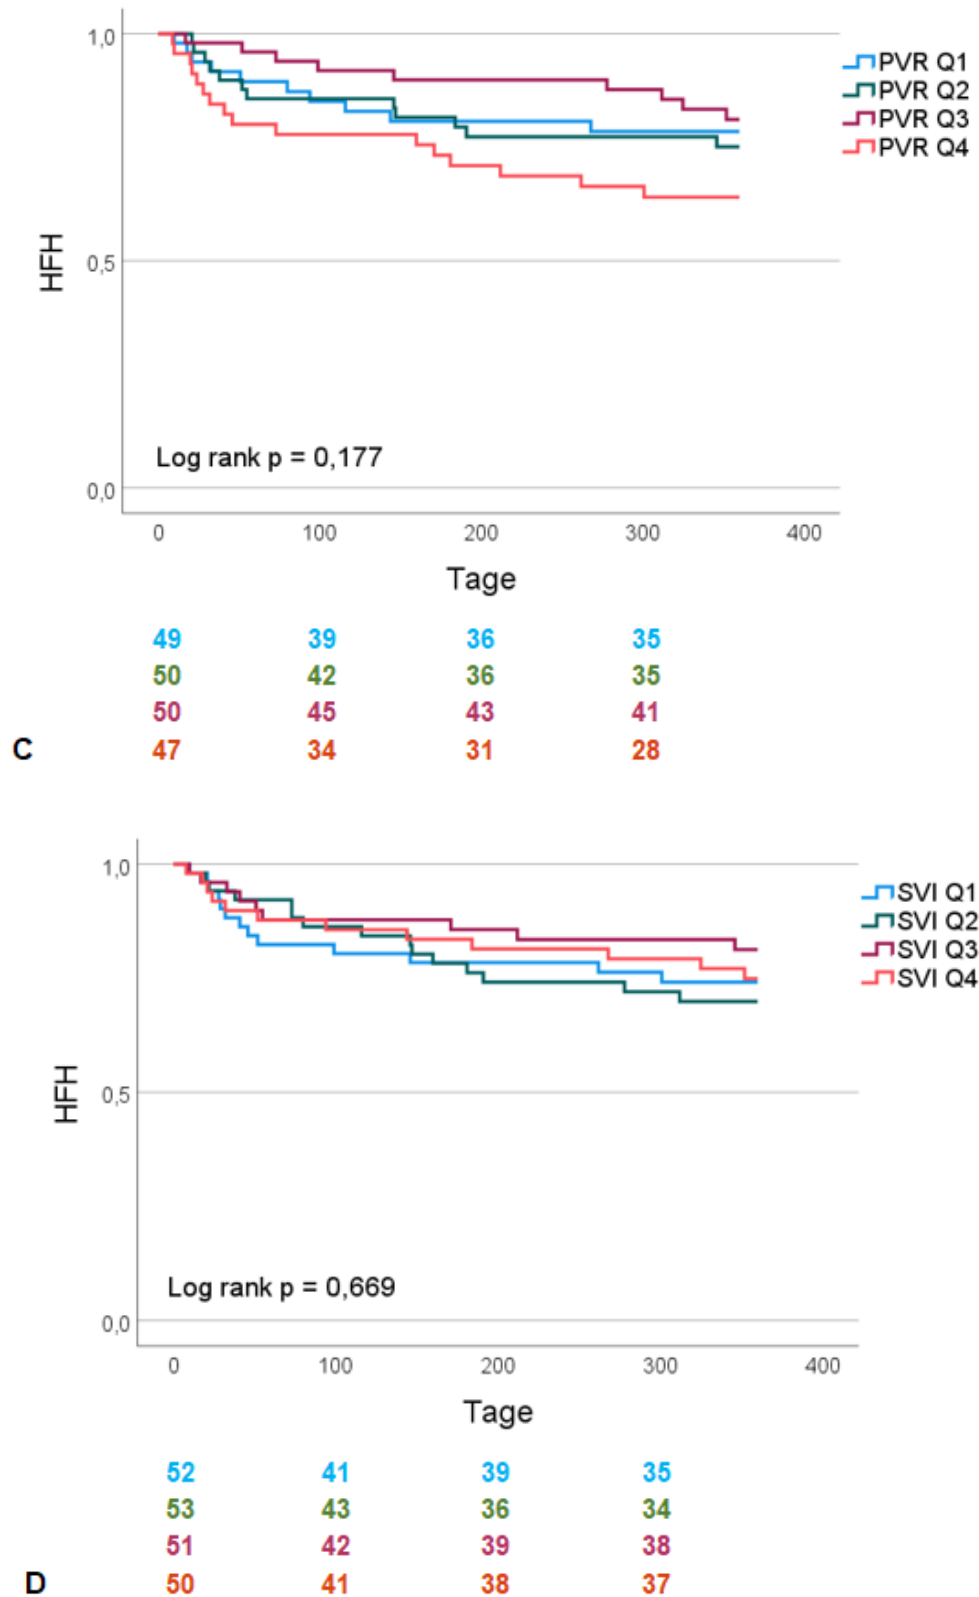 1,0
PVR Q1
PVR Q2
PVR Q3
PVR Q4
HFH
0,5
Log rank p = 0,177
0,0
0 100 200 300 400
Tage
49 39 36 35
50 42 36 35
50 45 43 41
C 47 34 31 28
1,0
SVI Q1
SVI Q2
SVI Q3
SVI Q4
HFH
0,5
Log rank p = 0,669
0,0
0 100 200 300 400
Tage
52 41 39 35
53 43 36 34
51 42 39 38
D 50 41 38 37